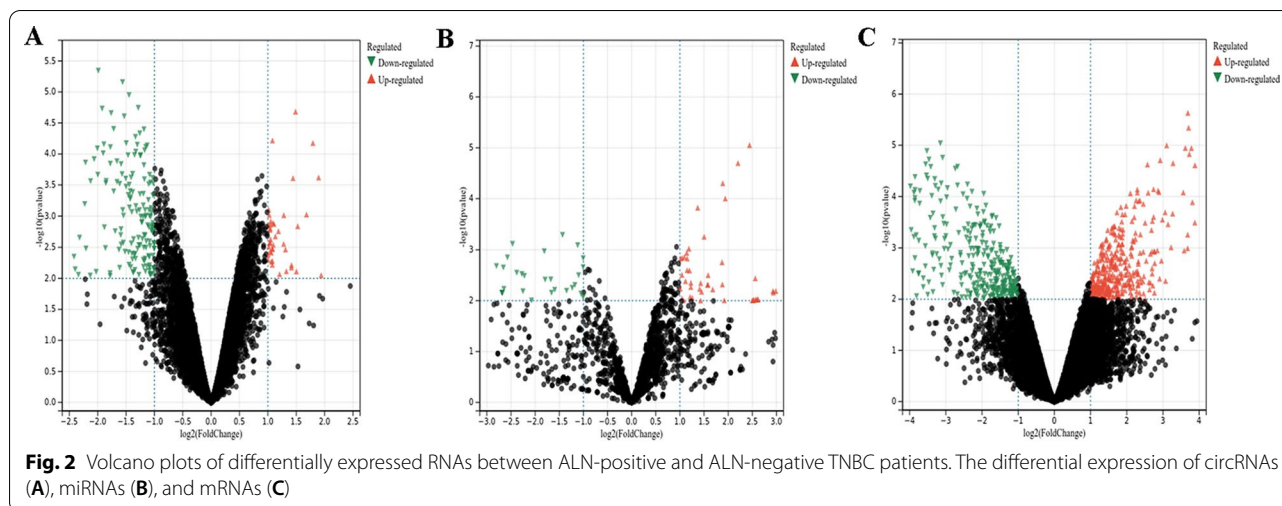 A
Regulated
Down-regulated
Up-regulated
5.5
5.0
4.5
4.0
3.5
3.0
2.5
2.0
1.5
1.0
0.5
0.0
-log10(pvalue)
−2.5 −2.0 −1.5 −1.0 −0.5 0.0 0.5 1.0 1.5 2.0 2.5
log2(FoldChange)
B
Regulated
Up-regulated
Down-regulated
7
6
5
4
3
2
1
0
-log10(pvalue)
−3.0 −2.5 −2.0 −1.5 −1.0 −0.5 0.0 0.5 1.0 1.5 2.0 2.5 3.0
log2(FoldChange)
C
Regulated
Up-regulated
Down-regulated
7
6
5
4
3
2
1
0
-log10(pvalue)
−4 −3 −2 −1 0 1 2 3 4
log2(FoldChange)
Fig. 2 Volcano plots of differentially expressed RNAs between ALN-positive and ALN-negative TNBC patients. The differential expression of circRNAs
(A), miRNAs (B), and mRNAs (C)